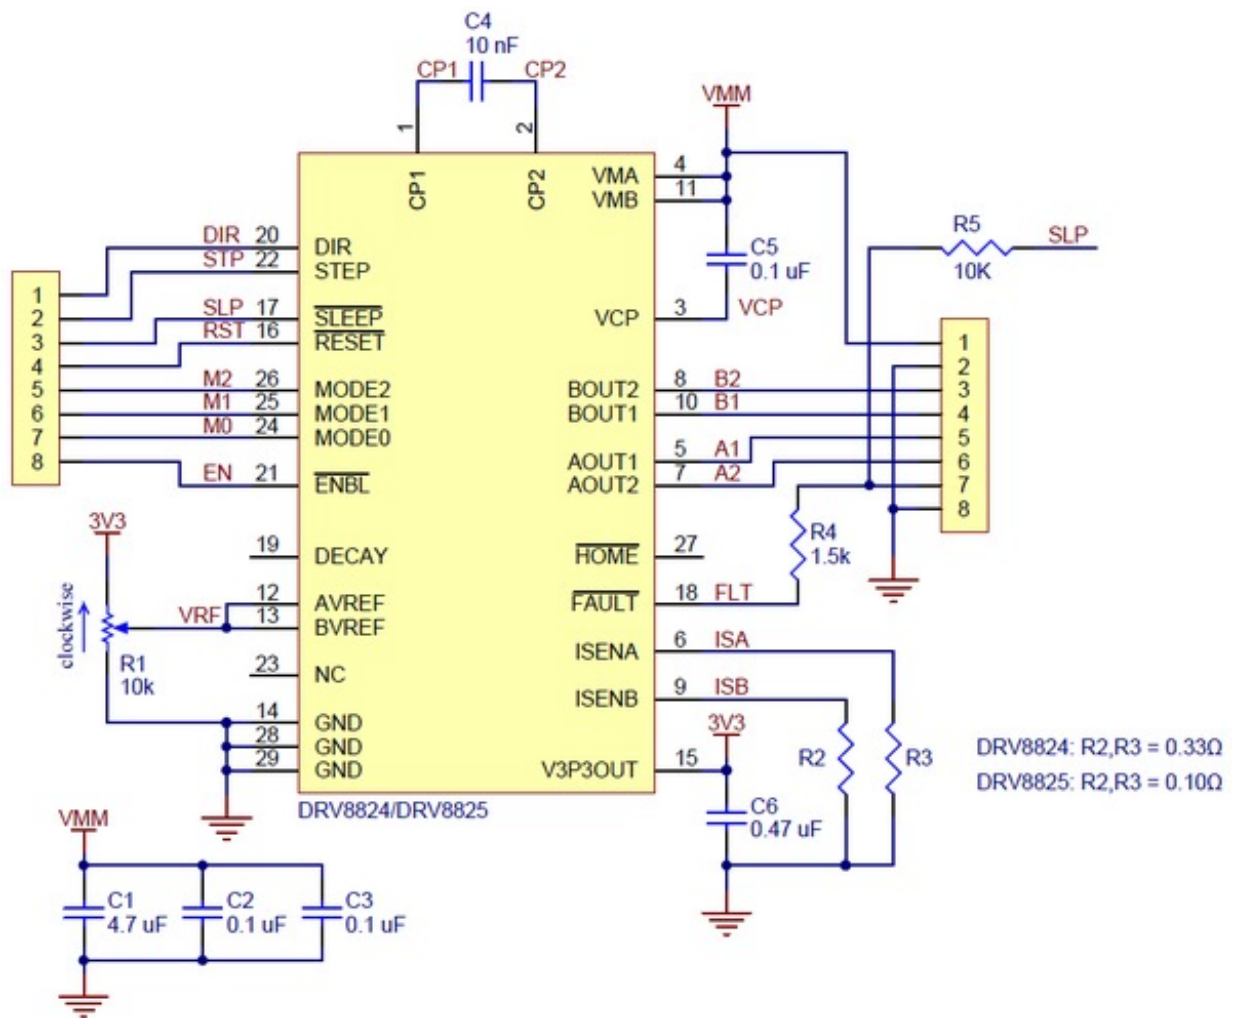 C4
10 nF
CP1
CP2
1
2
CP1
CP2
VMM
VMA
4
VMB
11
C5
0.1 uF
VCP
3
VCP
R5
10K
SLP
1
2
3
4
5
6
7
8
DIR
20
DIR
STP
22
STEP
SLP
17
SLEEP
RST
16
RESET
M2
26
MODE2
M1
25
MODE1
M0
24
MODE0
EN
21
ENBL
BOUT2
8
B2
BOUT1
10
B1
AOUT1
5
A1
AOUT2
7
A2
1
2
3
4
5
6
7
8
3V3
clockwise
R1
10k
VRF
19
DECAY
12
AVREF
13
BVREF
23
NC
14
GND
28
GND
29
GND
HOME
27
R4
1.5k
FAULT
18
FLT
ISENA
6
ISA
ISENB
9
ISB
3V3
V3P3OUT
15
R2
R3
DRV8824: R2,R3 = 0.33Ω
DRV8825: R2,R3 = 0.10Ω
C6
0.47 uF
DRV8824/DRV8825
VMM
C1
4.7 uF
C2
0.1 uF
C3
0.1 uF